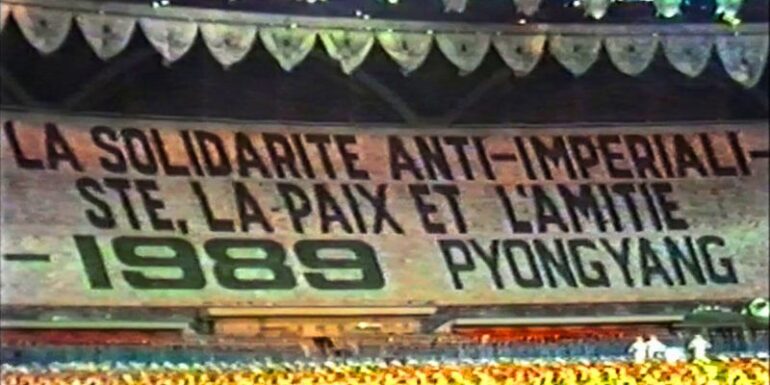 LA SOLIDARITE ANTI-IMPERIALI-
STE, LA PAIX ET L'AMITIE
-1989 PYONGYANG